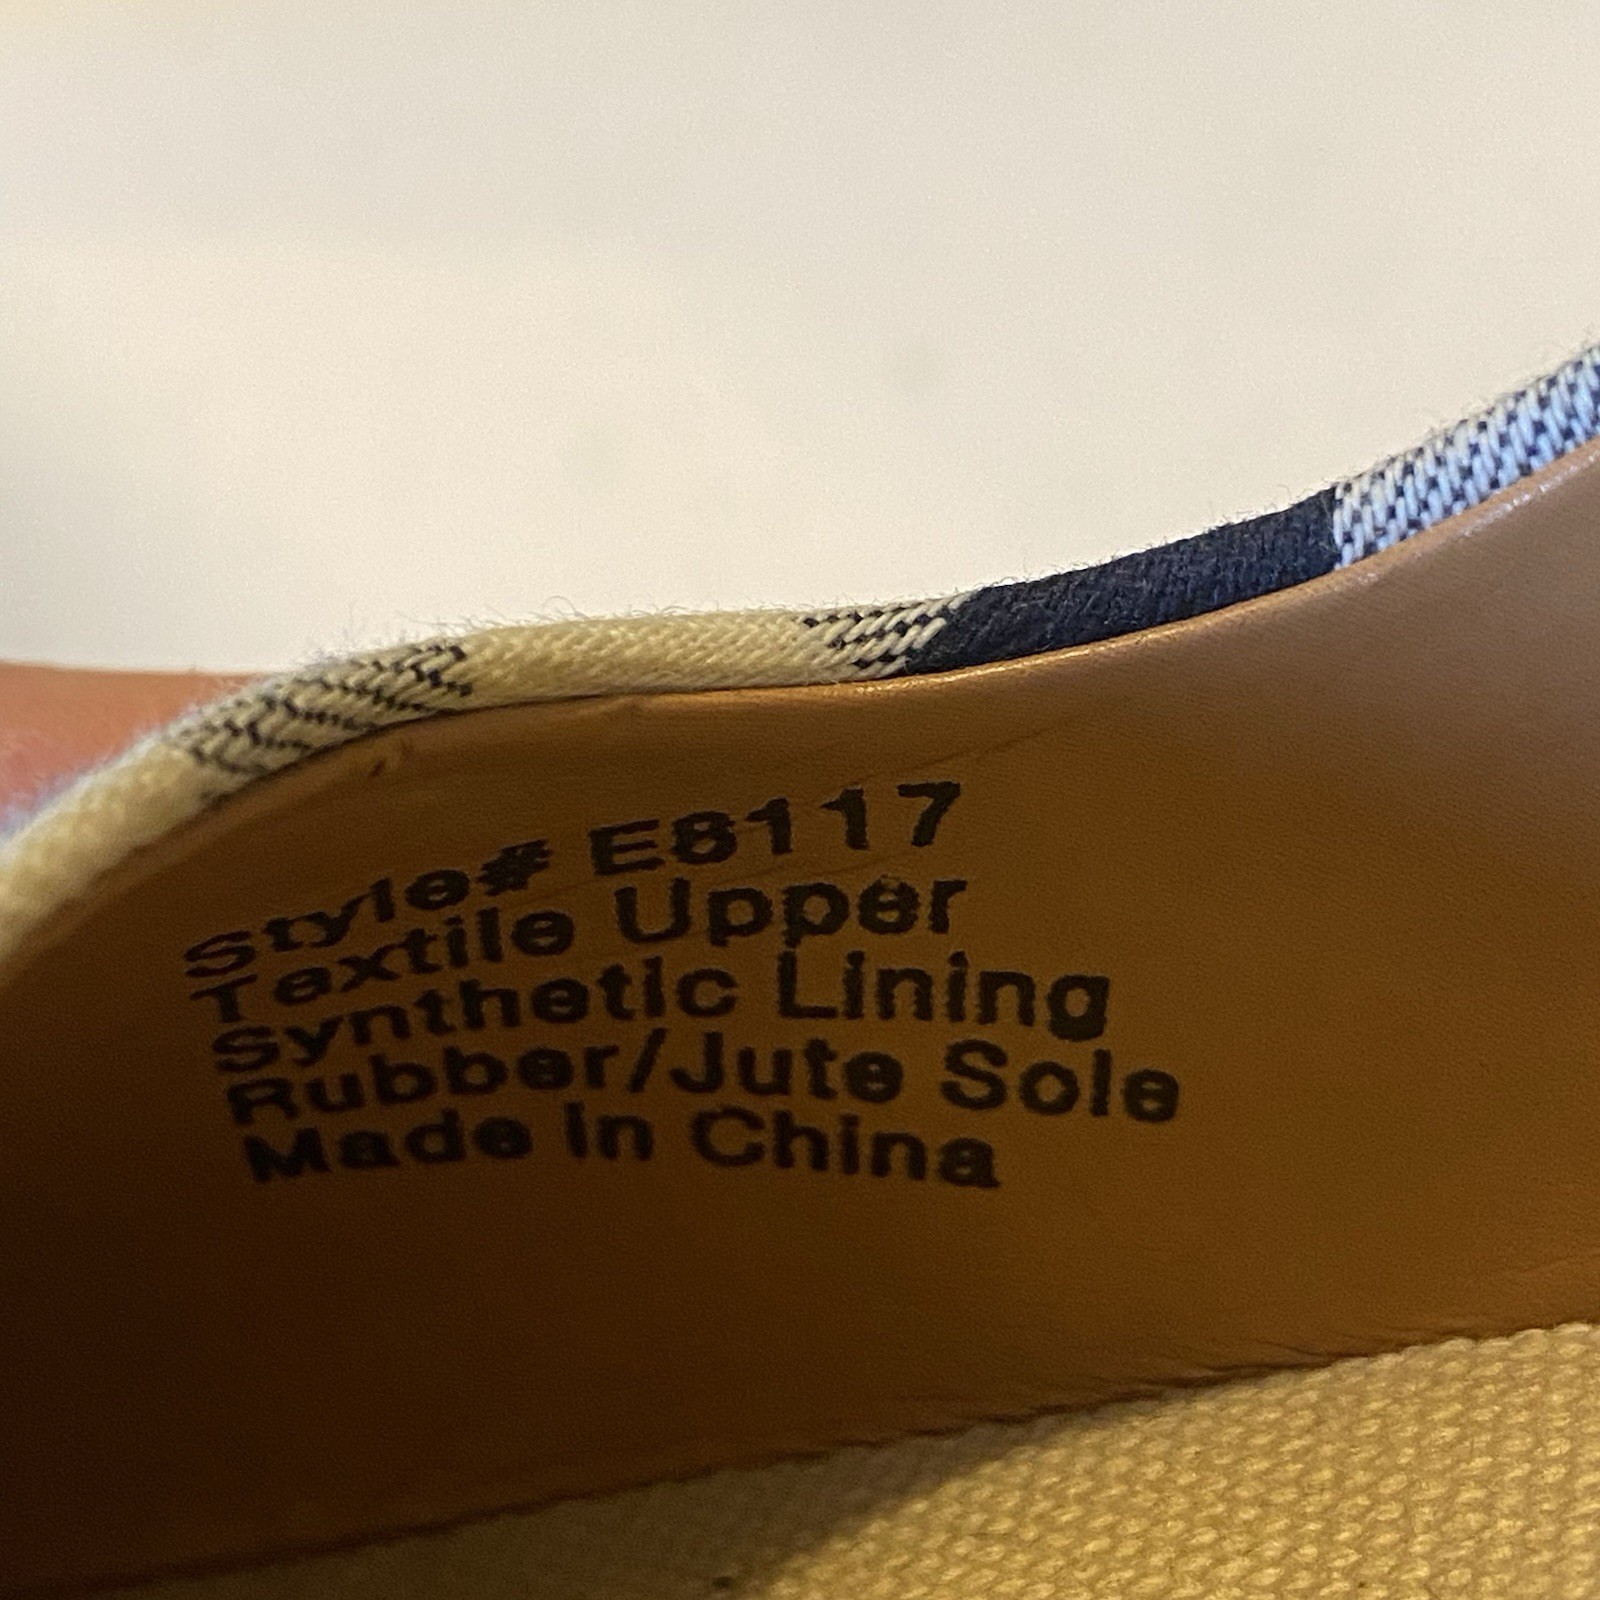 Style# E8117
Textile Upper
Synthetic Lining
Rubber/Jute Sole
Made In China